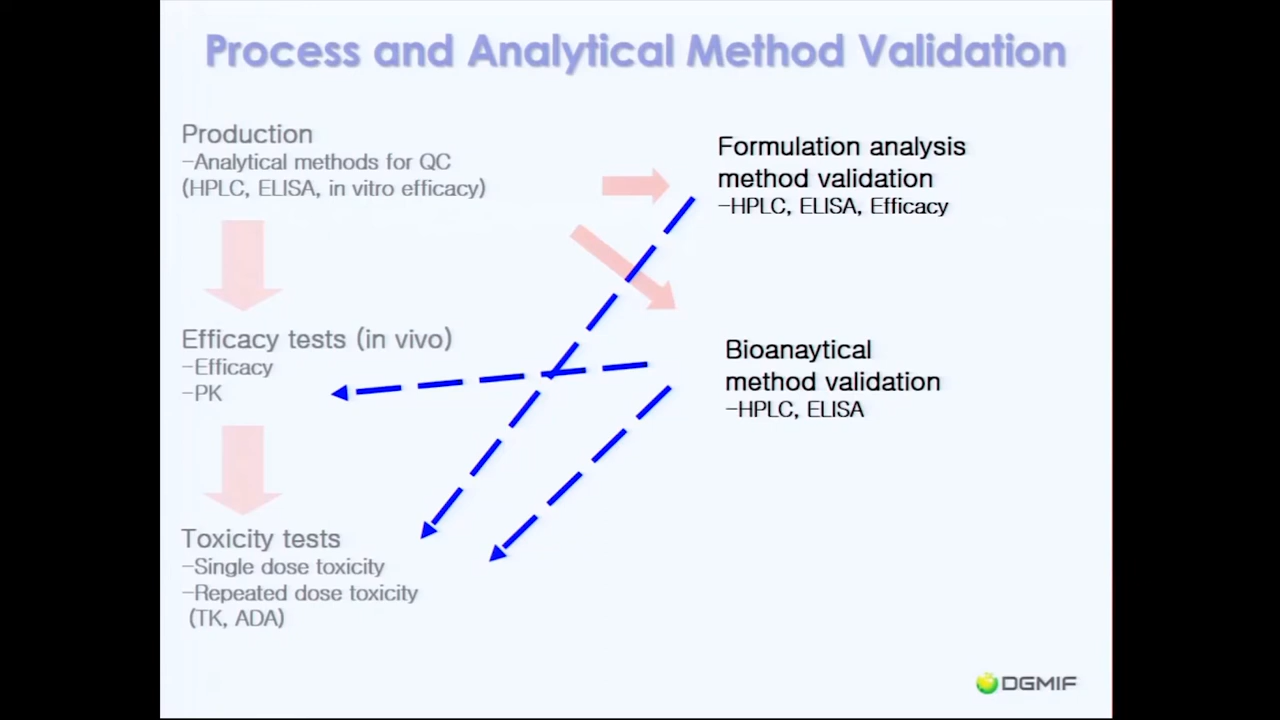 Process and Analytical Method Validation
Production
-Analytical methods for QC
(HPLC, ELISA, in vitro efficacy)
Formulation analysis
method validation
-HPLC, ELISA, Efficacy
Efficacy tests (in vivo)
-Efficacy
-PK
Bioanaytical
method validation
-HPLC, ELISA
Toxicity tests
-Single dose toxicity
-Repeated dose toxicity
(TK, ADA)
DGMIF